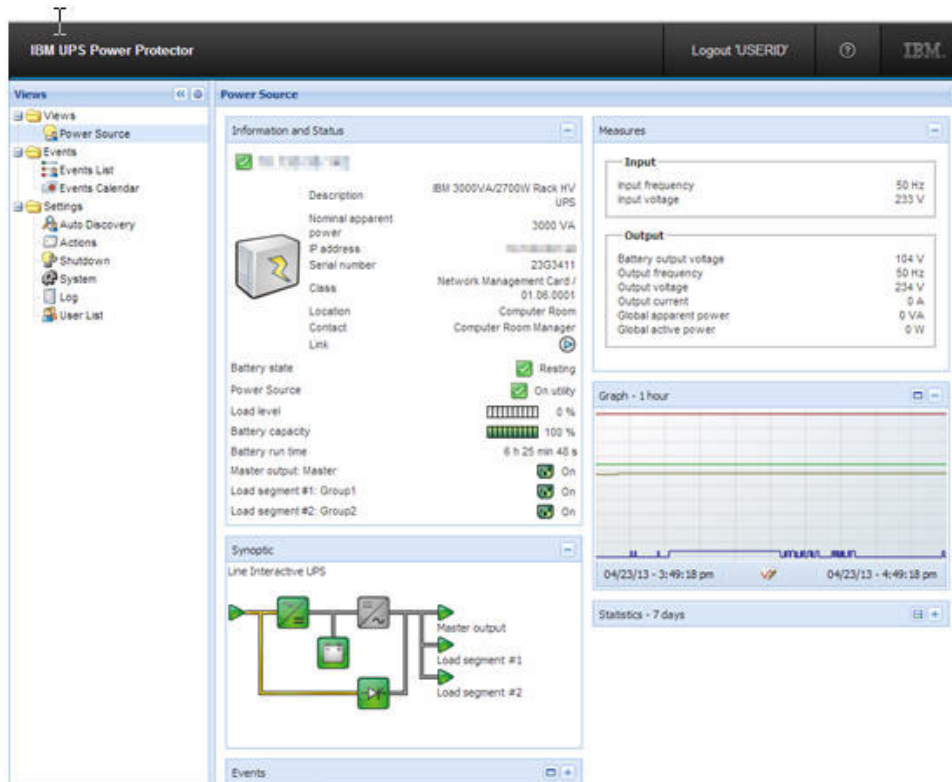 IBM UPS Power Protector
Logout 'USERID'
?
IBM.
Views
Views
Power Source
Events
Events List
Events Calendar
Settings
Auto Discovery
Actions
Shutdown
System
Log
User List
Power Source
Information and Status
Description IBM 3000VA/2700W Rack HV
UPS
Nominal apparent
power 3000 VA
IP address
Serial number 23G3411
Class Network Management Card /
01.06.0001
Location Computer Room
Contact Computer Room Manager
Link
Battery state Resting
Power Source On utility
Load level 0 %
Battery capacity 100 %
Battery run time 6 h 25 min 48 s
Master output: Master On
Load segment #1: Group1 On
Load segment #2: Group2 On
Synoptic
Line Interactive UPS
Master output
Load segment #1
Load segment #2
Events
Measures
Input
Input frequency 50 Hz
Input voltage 233 V
Output
Battery output voltage 104 V
Output frequency 50 Hz
Output voltage 234 V
Output current 0 A
Global apparent power 0 VA
Global active power 0 W
Graph - 1 hour
04/23/13 - 3:49:18 pm 04/23/13 - 4:49:18 pm
Statistics - 7 days